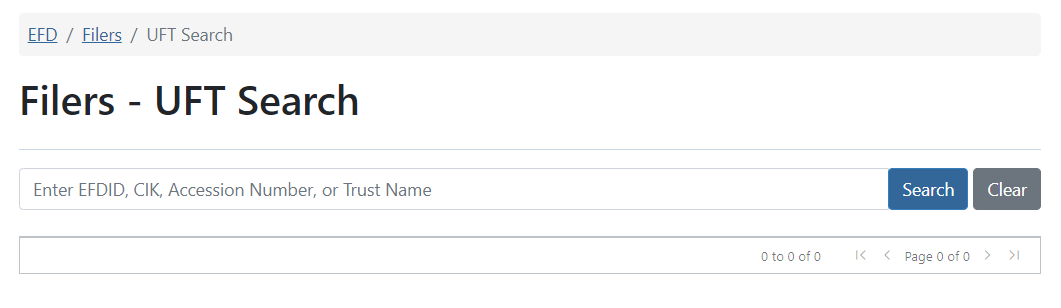 EFD / Filers / UFT Search
Filers - UFT Search
Enter EFDID, CIK, Accession Number, or Trust Name Search Clear
0 to 0 of 0 Page 0 of 0